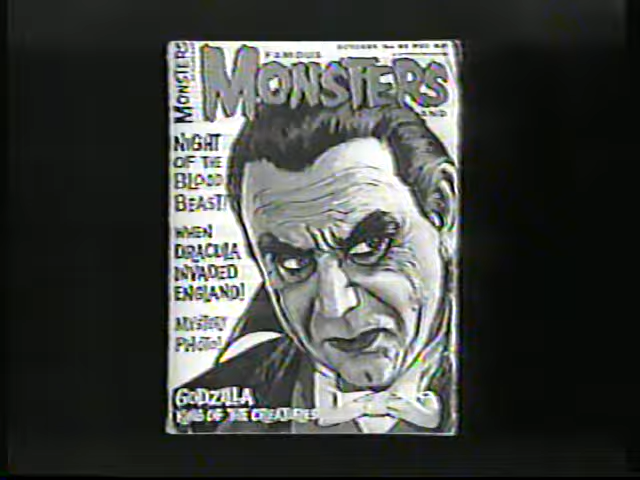 FAMOUS
MONSTERS
MONSTERS
NIGHT
OF THE
BLOOD
BEAST!
WHEN
DRACULA
INVADED
ENGLAND!
MYSTERY
PHOTO!
GODZILLA
KING OF THE CREATURES